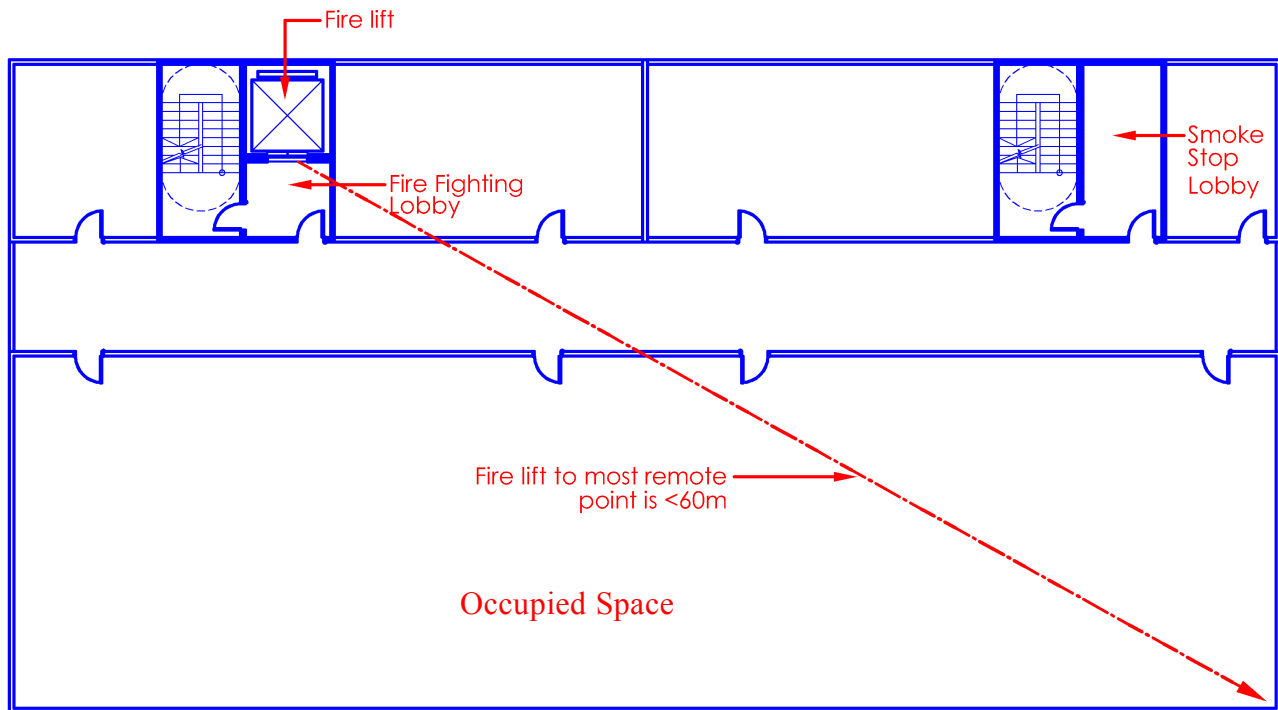 Fire lift
Smoke
Stop
Lobby
Fire Fighting
Lobby
Fire lift to most remote
point is <60m
Occupied Space